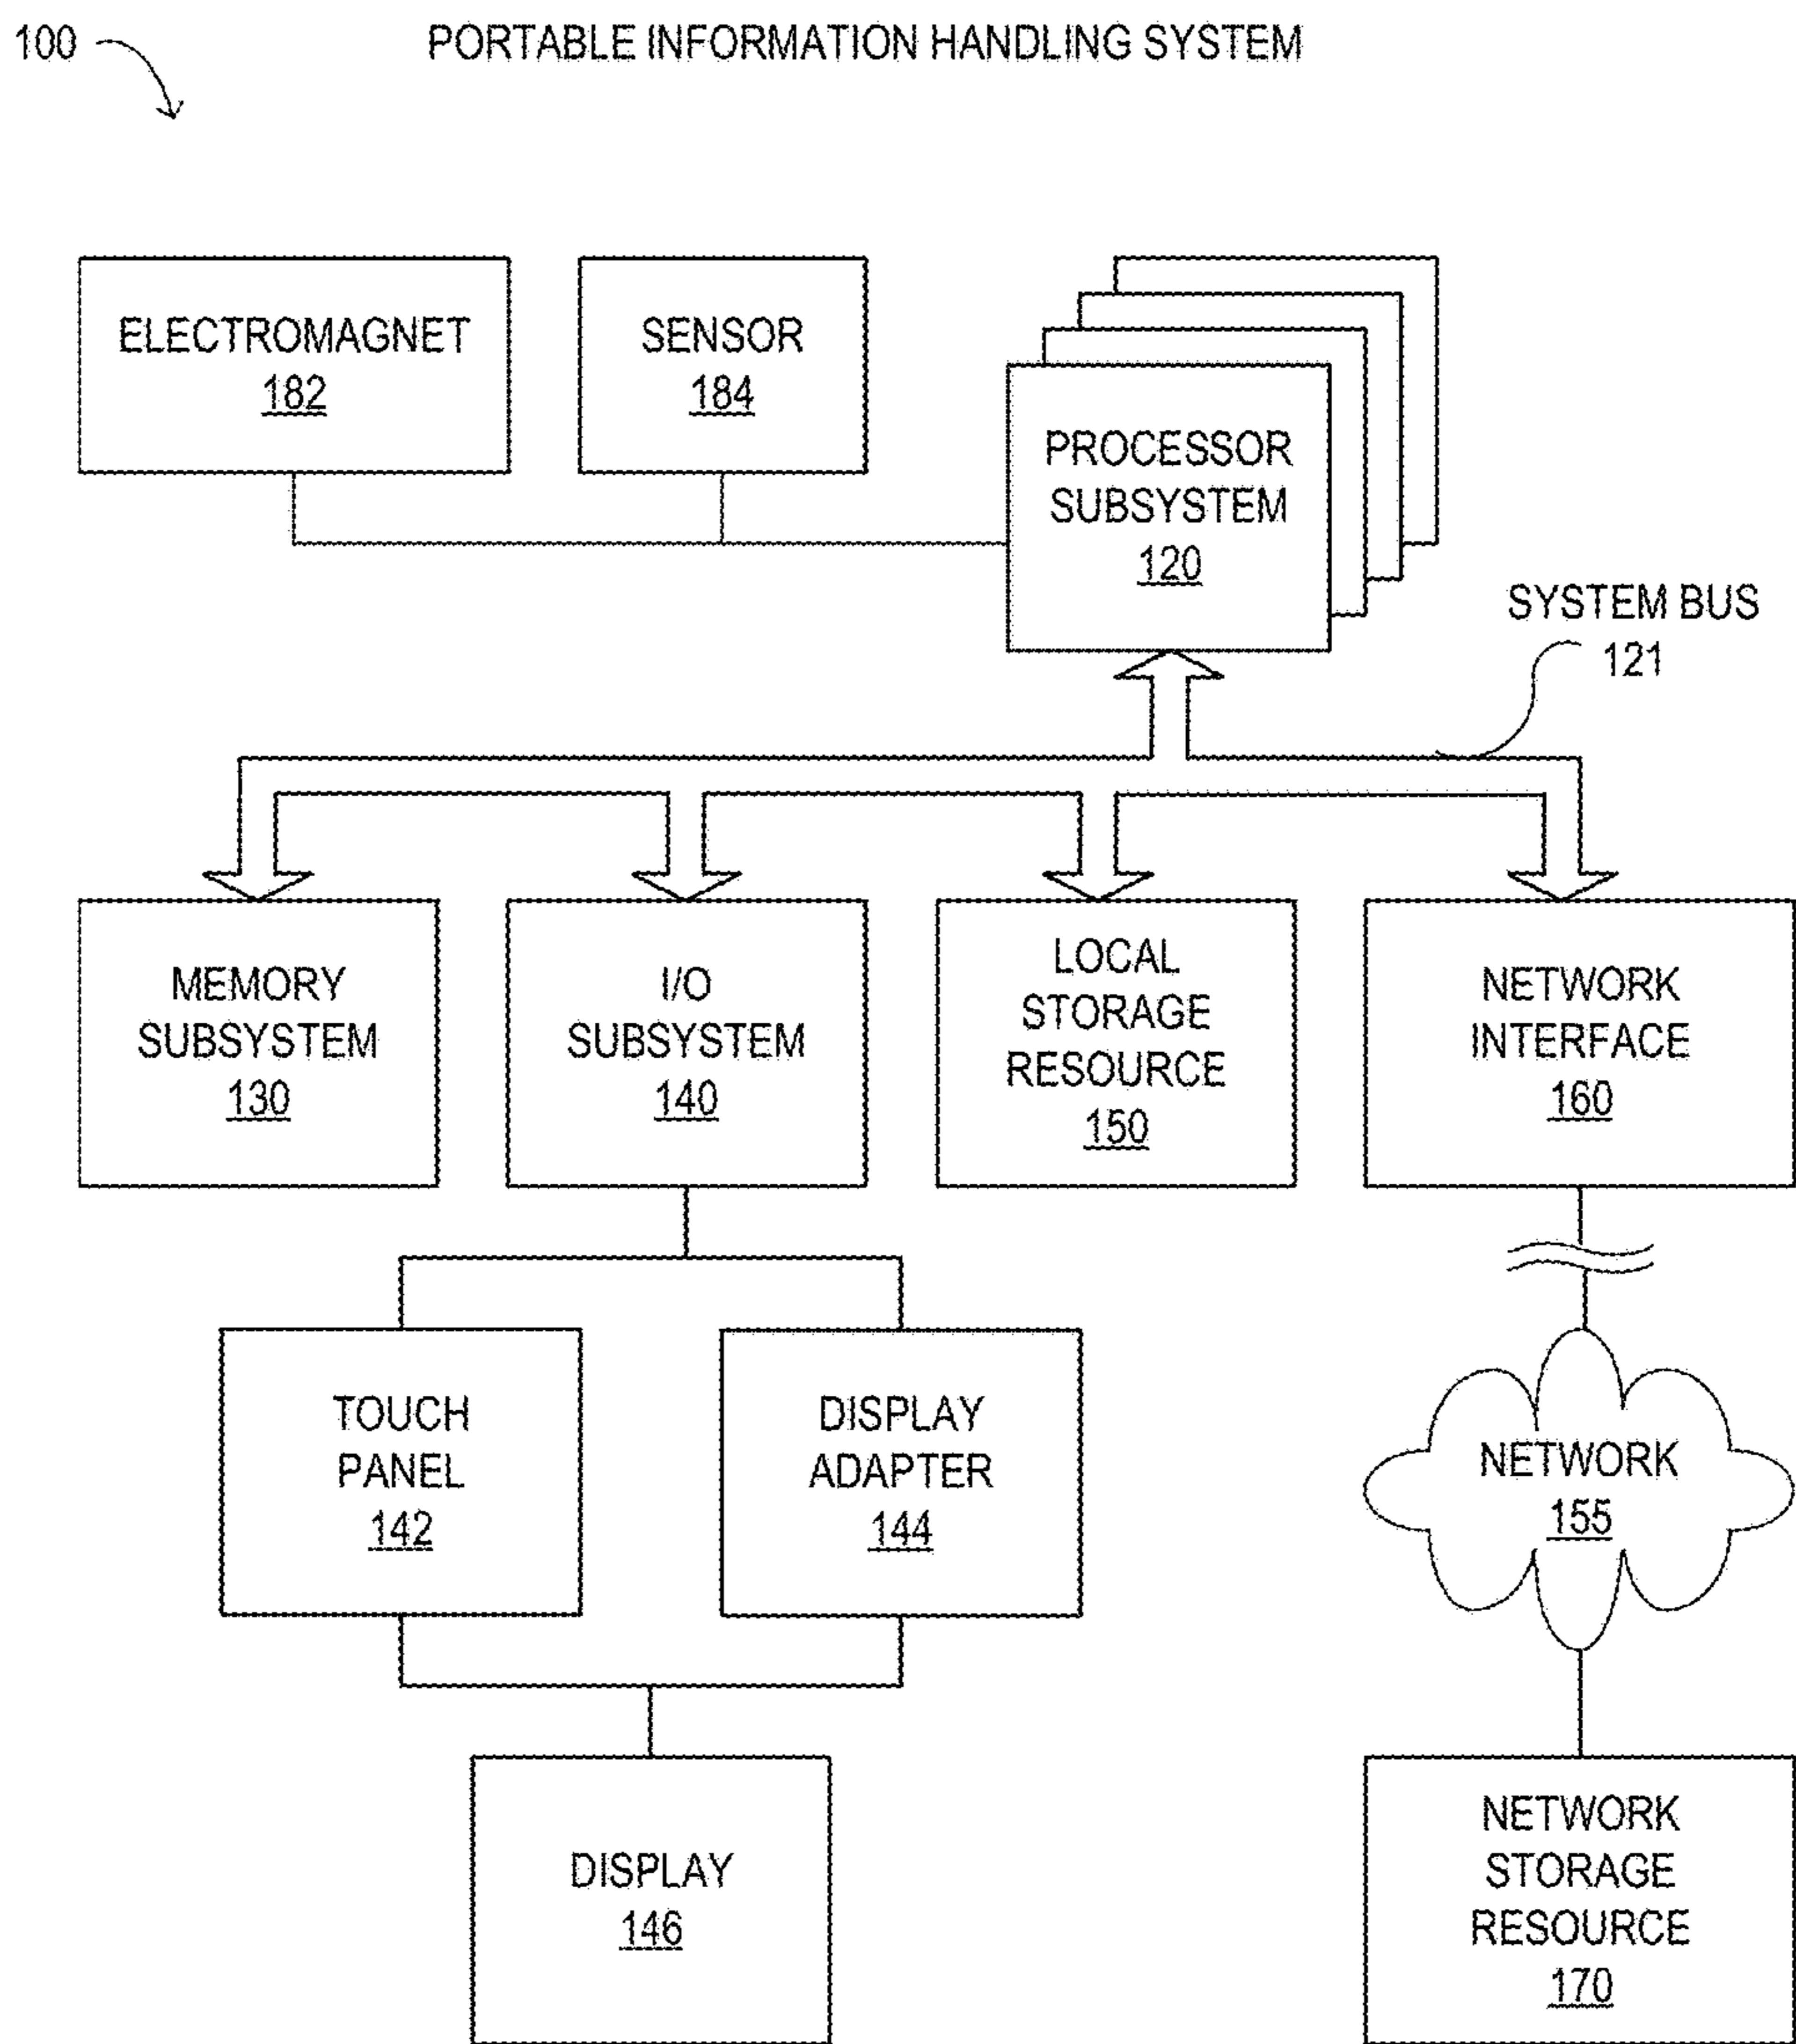 100
PORTABLE INFORMATION HANDLING SYSTEM
ELECTROMAGNET
182
SENSOR
184
PROCESSOR
SUBSYSTEM
120
SYSTEM BUS
121
MEMORY
SUBSYSTEM
130
I/O
SUBSYSTEM
140
LOCAL
STORAGE
RESOURCE
150
NETWORK
INTERFACE
160
TOUCH
PANEL
142
DISPLAY
ADAPTER
144
NETWORK
155
DISPLAY
146
NETWORK
STORAGE
RESOURCE
170